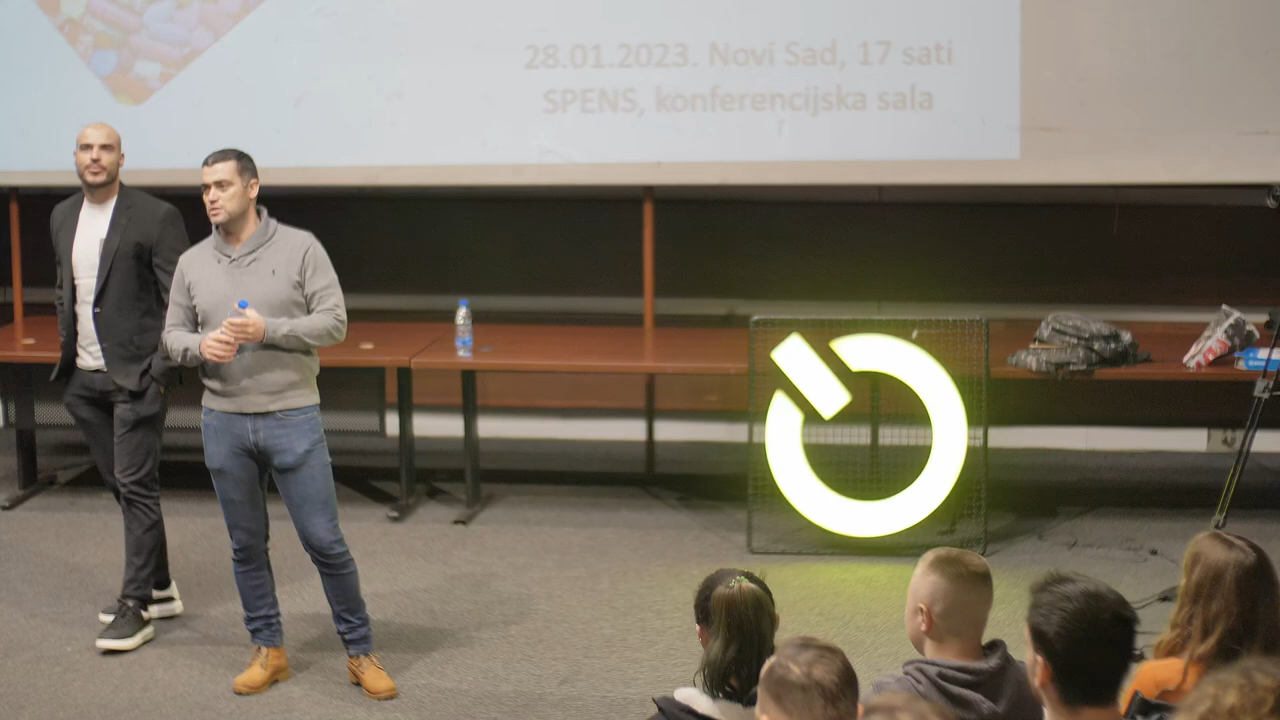 28.01.2023. Novi Sad, 17 sati
SPENS, konferencijska sala